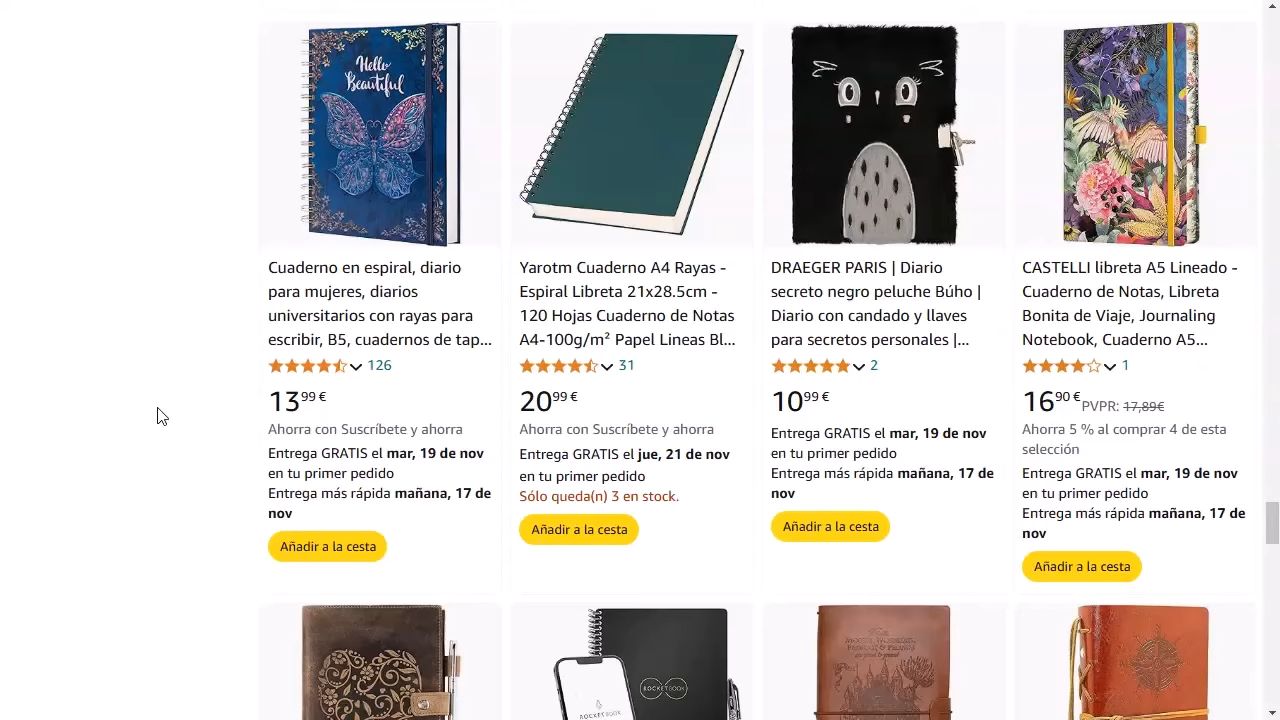 Hello
Beautiful
Cuaderno en espiral, diario
para mujeres, diarios
universitarios con rayas para
escribir, B5, cuadernos de tap...
126
13 99 €
Ahorra con Suscríbete y ahorra
Entrega GRATIS el mar, 19 de nov
en tu primer pedido
Entrega más rápida mañana, 17 de
nov
Añadir a la cesta
Yarotm Cuaderno A4 Rayas -
Espiral Libreta 21x28.5cm -
120 Hojas Cuaderno de Notas
A4-100g/m² Papel Lineas Bl...
31
20 99 €
Ahorra con Suscríbete y ahorra
Entrega GRATIS el jue, 21 de nov
en tu primer pedido
Sólo queda(n) 3 en stock.
Añadir a la cesta
DRAEGER PARIS | Diario
secreto negro peluche Búho |
Diario con candado y llaves
para secretos personales |...
2
10 99 €
Entrega GRATIS el mar, 19 de nov
en tu primer pedido
Entrega más rápida mañana, 17 de
nov
Añadir a la cesta
CASTELLI libreta A5 Lineado -
Cuaderno de Notas, Libreta
Bonita de Viaje, Journaling
Notebook, Cuaderno A5...
1
16 90 € PVPR: 17,89€
Ahorra 5 % al comprar 4 de esta
selección
Entrega GRATIS el mar, 19 de nov
en tu primer pedido
Entrega más rápida mañana, 17 de
nov
Añadir a la cesta
ROCKETBOOK
ROCKETBOOK